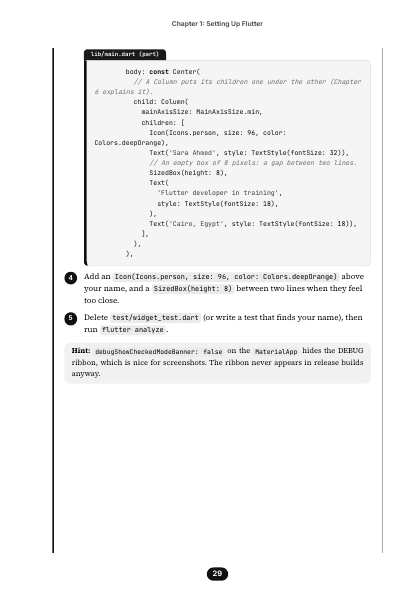 Chapter 1: Setting Up Flutter
lib/main.dart (part)
body: const Center(
// A Column puts its children one under the other (Chapter
6 explains it).
child: Column(
mainAxisSize: MainAxisSize.min,
children: [
Icon(Icons.person, size: 96, color:
Colors.deepOrange),
Text('Sara Ahmed', style: TextStyle(fontSize: 32)),
// An empty box of 8 pixels: a gap between two lines.
SizedBox(height: 8),
Text(
'Flutter developer in training',
style: TextStyle(fontSize: 18),
),
Text('Cairo, Egypt', style: TextStyle(fontSize: 18)),
],
),
),
4 Add an Icon(Icons.person, size: 96, color: Colors.deepOrange) above
your name, and a SizedBox(height: 8) between two lines when they feel
too close.
5 Delete test/widget_test.dart (or write a test that finds your name), then
run flutter analyze.
Hint: debugShowCheckedModeBanner: false on the MaterialApp hides the DEBUG
ribbon, which is nice for screenshots. The ribbon never appears in release builds
anyway.
29